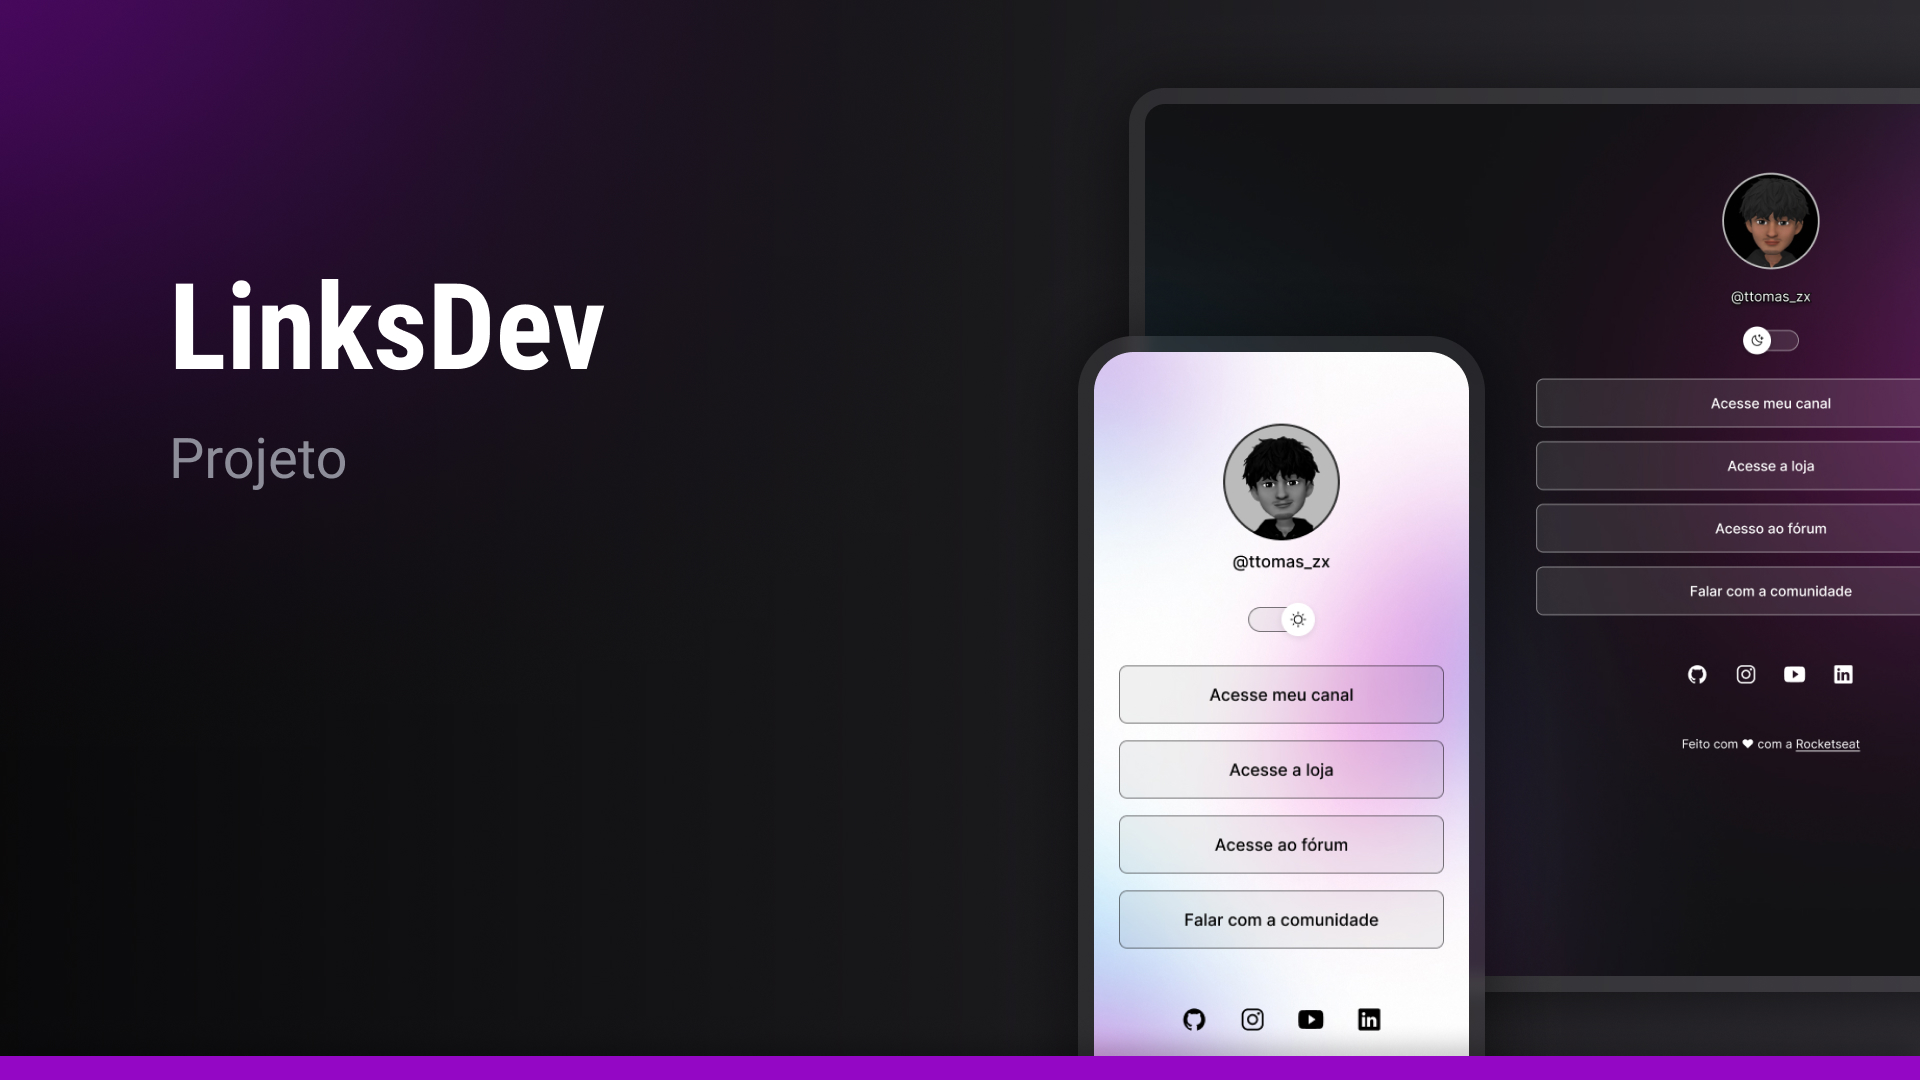 LinksDev
Projeto
@ttomas_zx
Acesse meu canal
Acesse a loja
Acesse ao fórum
Falar com a comunidade
@ttomas_zx
Acesse meu canal
Acesse a loja
Acesso ao fórum
Falar com a comunidade
Feito com ♥ com a Rocketseat